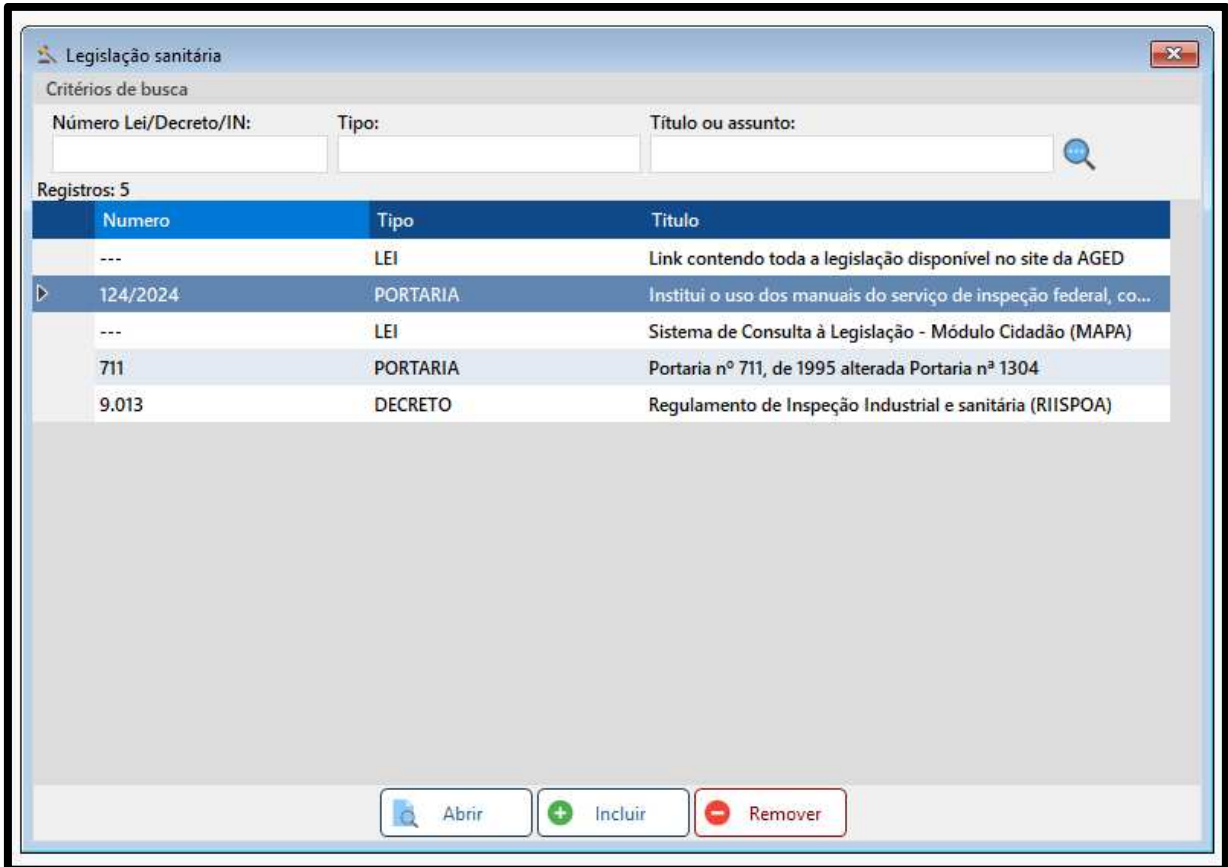 Legislação sanitária
Critérios de busca
Número Lei/Decreto/IN: Tipo: Título ou assunto:
Registros: 5
Numero Tipo Titulo
--- LEI Link contendo toda a legislação disponível no site da AGED
124/2024 PORTARIA Institui o uso dos manuais do serviço de inspeção federal, co...
--- LEI Sistema de Consulta à Legislação - Módulo Cidadão (MAPA)
711 PORTARIA Portaria nº 711, de 1995 alterada Portaria nª 1304
9.013 DECRETO Regulamento de Inspeção Industrial e sanitária (RIISPOA)
Abrir Incluir Remover